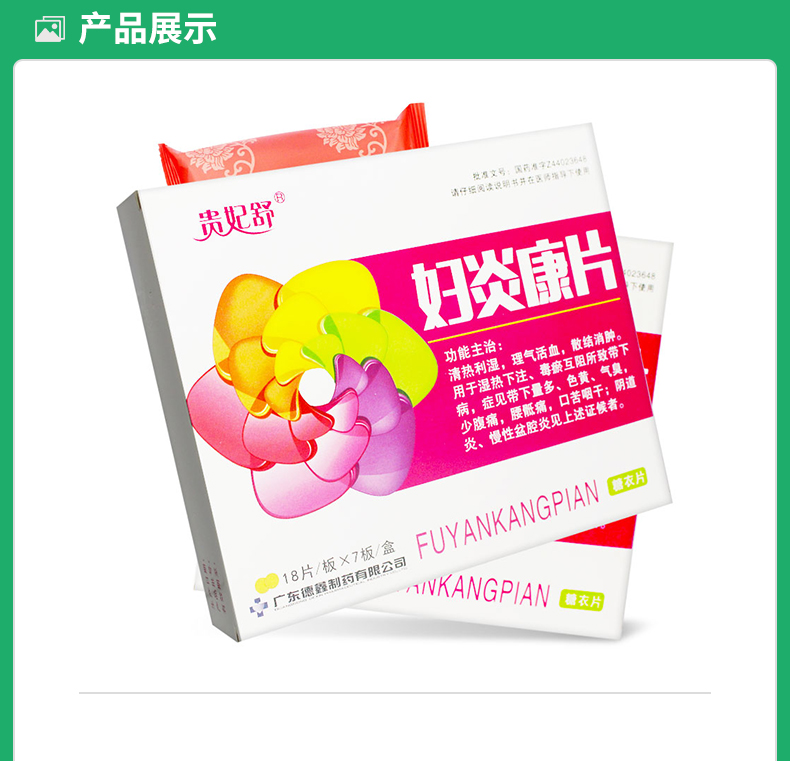 产品展示
批准文号：国药准字Z44023648
请仔细阅读说明书并在医师指导下使用
贵妃舒®
妇炎康片
功能主治：
清热利湿，理气活血，散结消肿。
用于湿热下注、毒瘀互阻所致带下
病，症见带下量多、色黄、气臭，
少腹痛，腰骶痛，口苦咽干；阴道
炎、慢性盆腔炎见上述证候者。
FUYANKANGPIAN
糖衣片
18片/板×7板/盒
广东德鑫制药有限公司
4023648
下使用
ANKANGPIAN
糖衣片